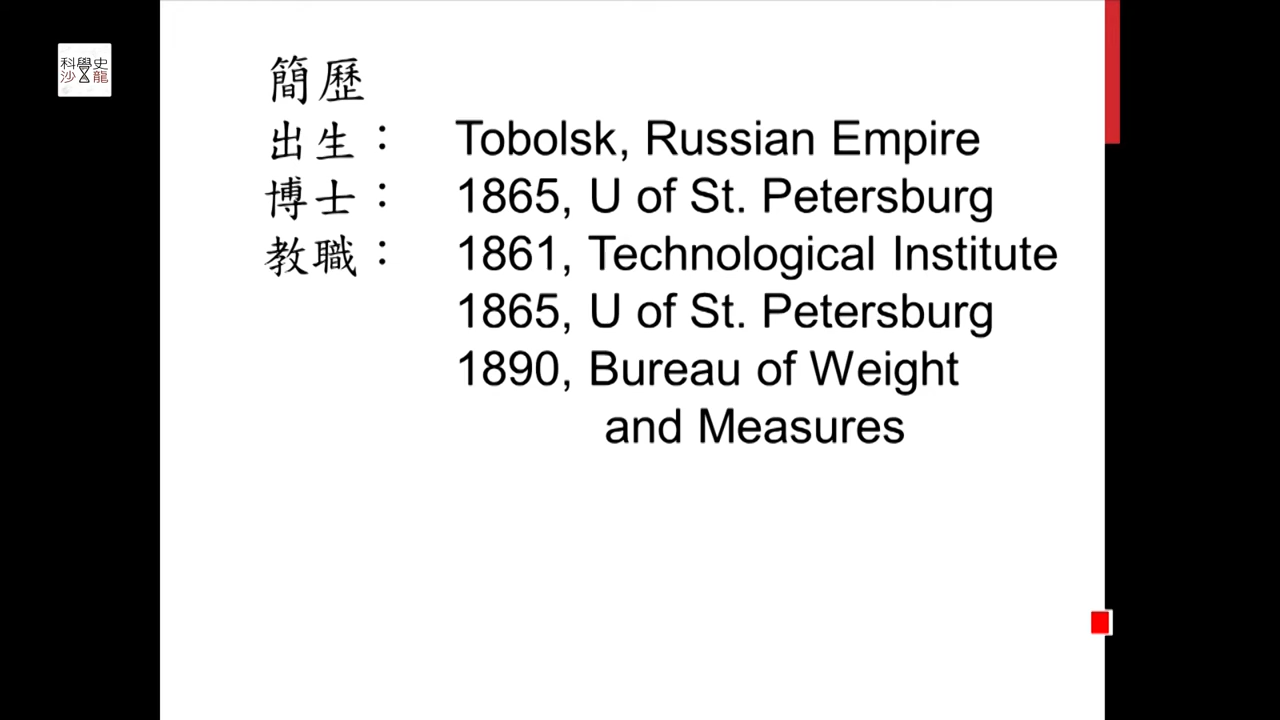 科學史
沙龍
簡歷
出生： Tobolsk, Russian Empire
博士： 1865, U of St. Petersburg
教職： 1861, Technological Institute
1865, U of St. Petersburg
1890, Bureau of Weight
and Measures